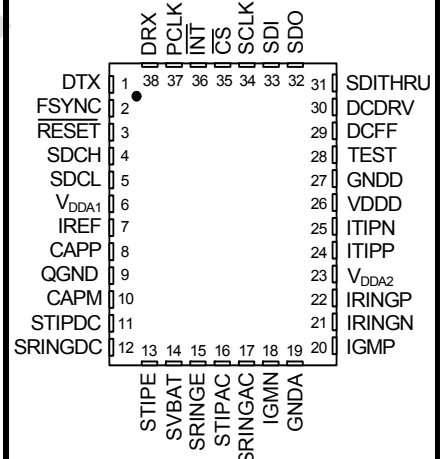 DRX PCLK INT CS SCLK SDI SDO
38 37 36 35 34 33 32
DTX 1
FSYNC 2
RESET 3
SDCH 4
SDCL 5
VDDA1 6
IREF 7
CAPP 8
QGND 9
CAPM 10
STIPDC 11
SRINGDC 12
31 SDITHRU
30 DCDRV
29 DCFF
28 TEST
27 GNDD
26 VDDD
25 ITIPN
24 ITIPP
23 VDDA2
22 IRINGP
21 IRINGN
20 IGMP
13 14 15 16 17 18 19
STIPE SVBAT SRINGE STIPAC SRINGAC IGMN GNDA